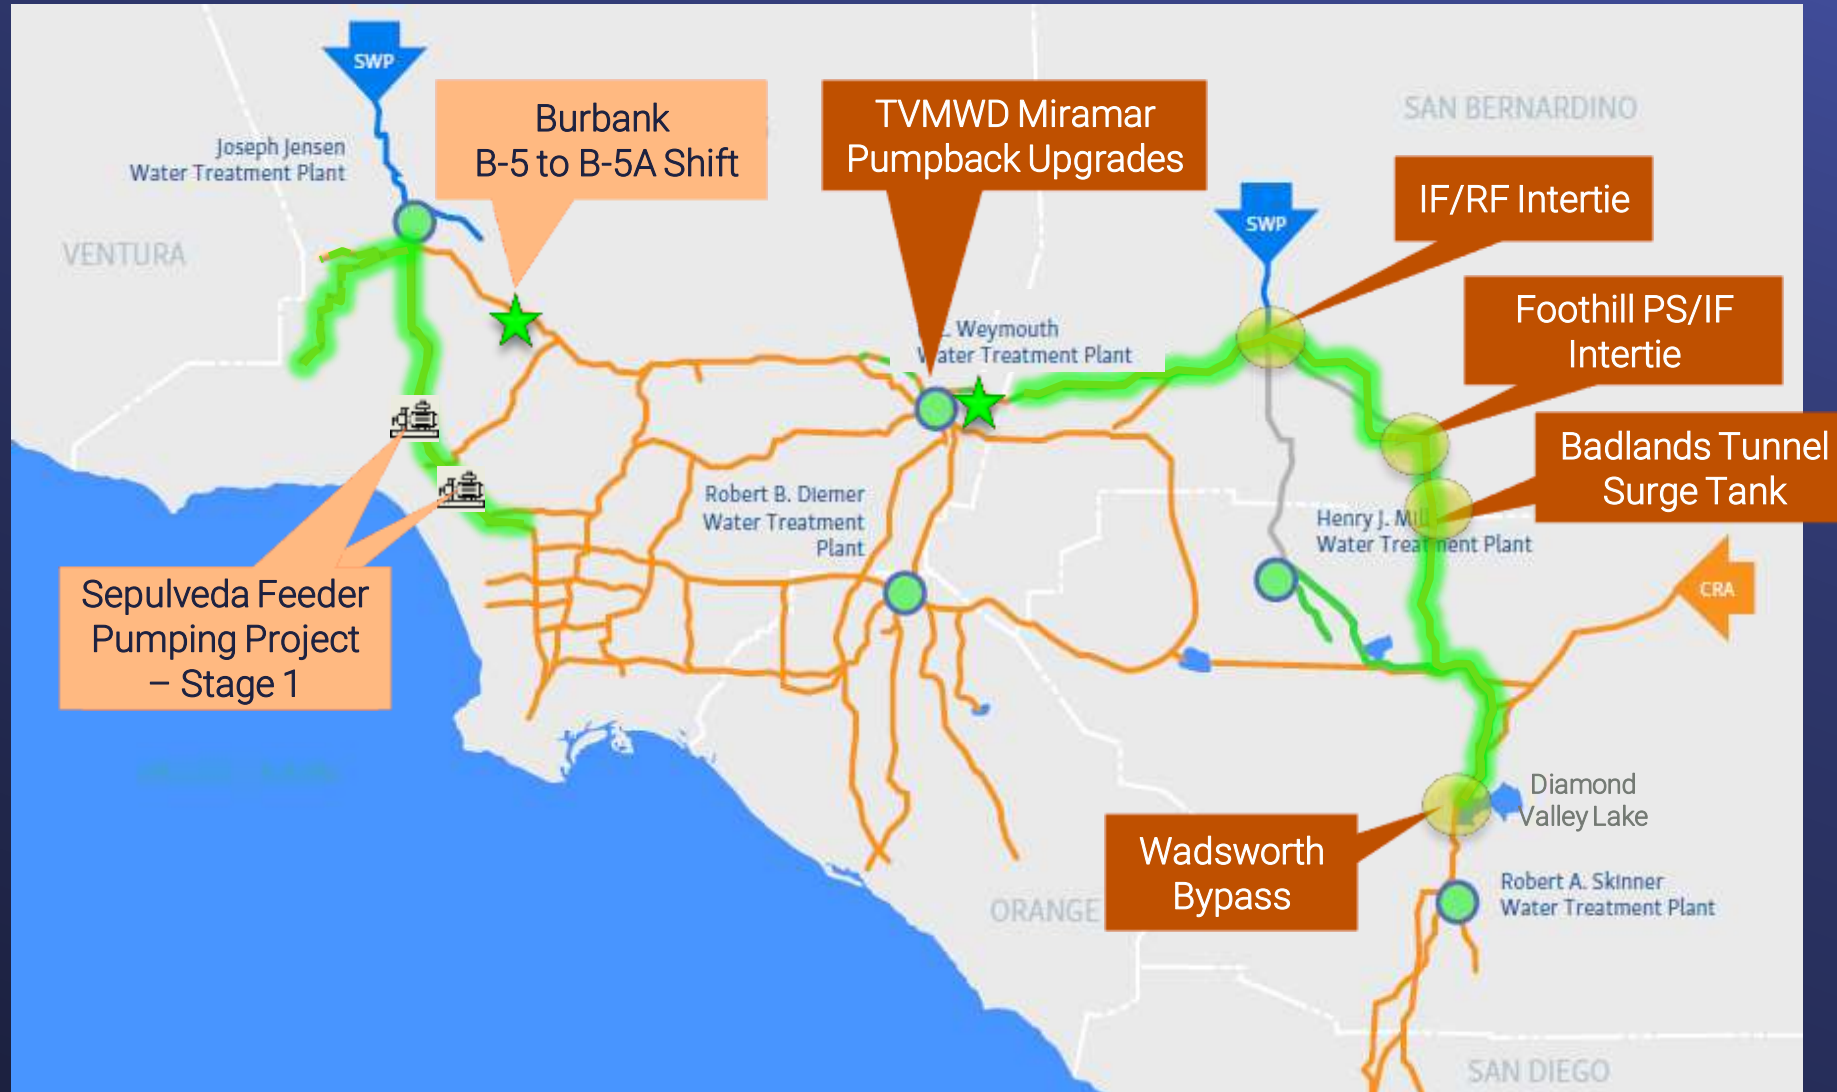 SWP
Burbank
B-5 to B-5A Shift
TVMWD Miramar
Pumpback Upgrades
SAN BERNARDINO
Joseph Jensen
Water Treatment Plant
IF/RF Intertie
SWP
VENTURA
Foothill PS/IF
Intertie
Weymouth
Water Treatment Plant
Badlands Tunnel
Surge Tank
Robert B. Diemer
Water Treatment
Plant
Henry J. Mill
Water Treatment Plant
CRA
Sepulveda Feeder
Pumping Project
– Stage 1
Diamond
Valley Lake
Wadsworth
Bypass
Robert A. Skinner
Water Treatment Plant
ORANGE
SAN DIEGO